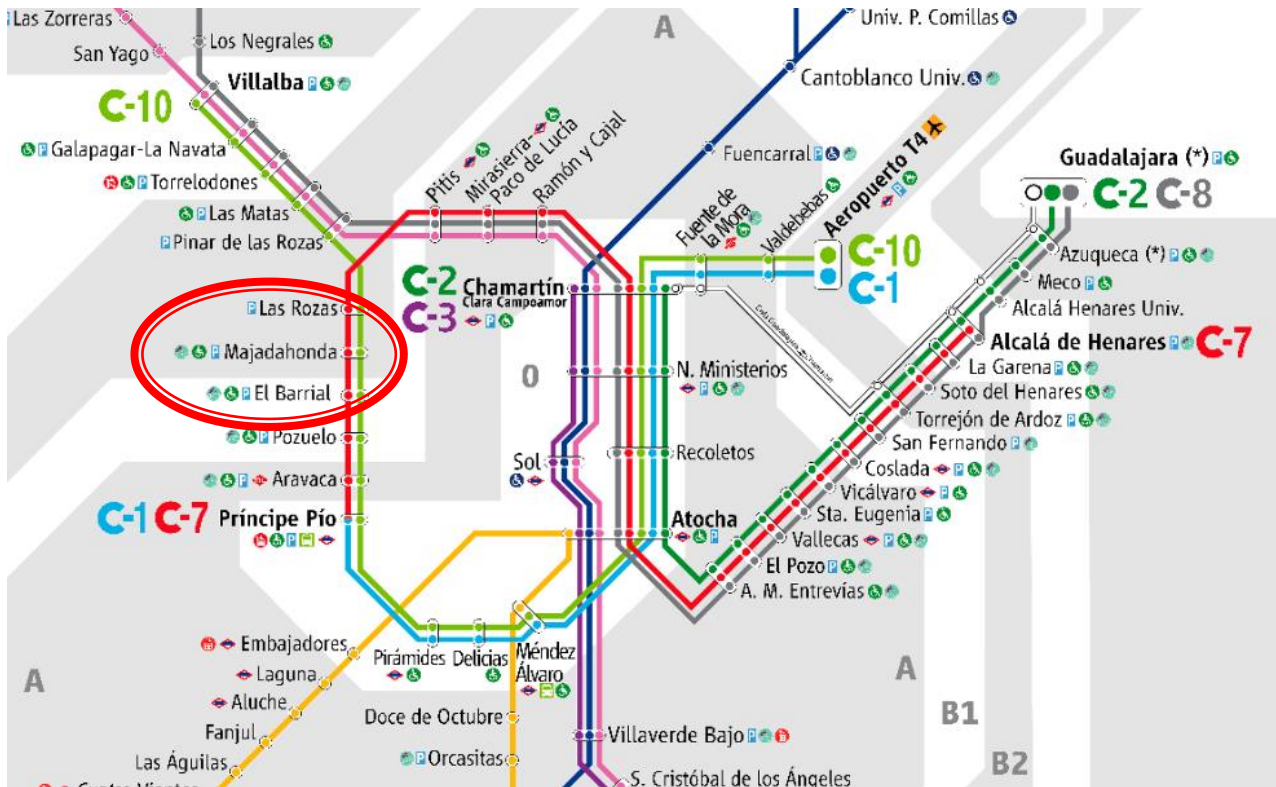 Las Zorreras
San Yago
Los Negrales
Villalba
C-10
Galapagar-La Navata
Torrelodones
Las Matas
Pinar de las Rozas
Las Rozas
Majadahonda
El Barrial
Pozuelo
Aravaca
C-1 C-7 Príncipe Pío
Embajadores
Laguna
Aluche
Fanjul
Las Águilas
A
Pitis
Mirasierra-
Paco de Lucía
Ramón y Cajal
A
Univ. P. Comillas
Cantoblanco Univ.
Fuencarral
Fuente de
la Mora
Valdebebas
Aeropuerto T4
C-10
C-1
C-2 Chamartín
Clara Campoamor
C-3
0
N. Ministerios
Recoletos
Sol
Atocha
Pirámides
Delicias
Méndez
Álvaro
Doce de Octubre
Orcasitas
Villaverde Bajo
S. Cristóbal de los Ángeles
Guadalajara (*)
C-2 C-8
Azuqueca (*)
Meco
Alcalá Henares Univ.
Alcalá de Henares C-7
La Garena
Soto del Henares
Torrejón de Ardoz
San Fernando
Coslada
Vicálvaro
Sta. Eugenia
Vallecas
El Pozo
A. M. Entrevías
A
B1
B2